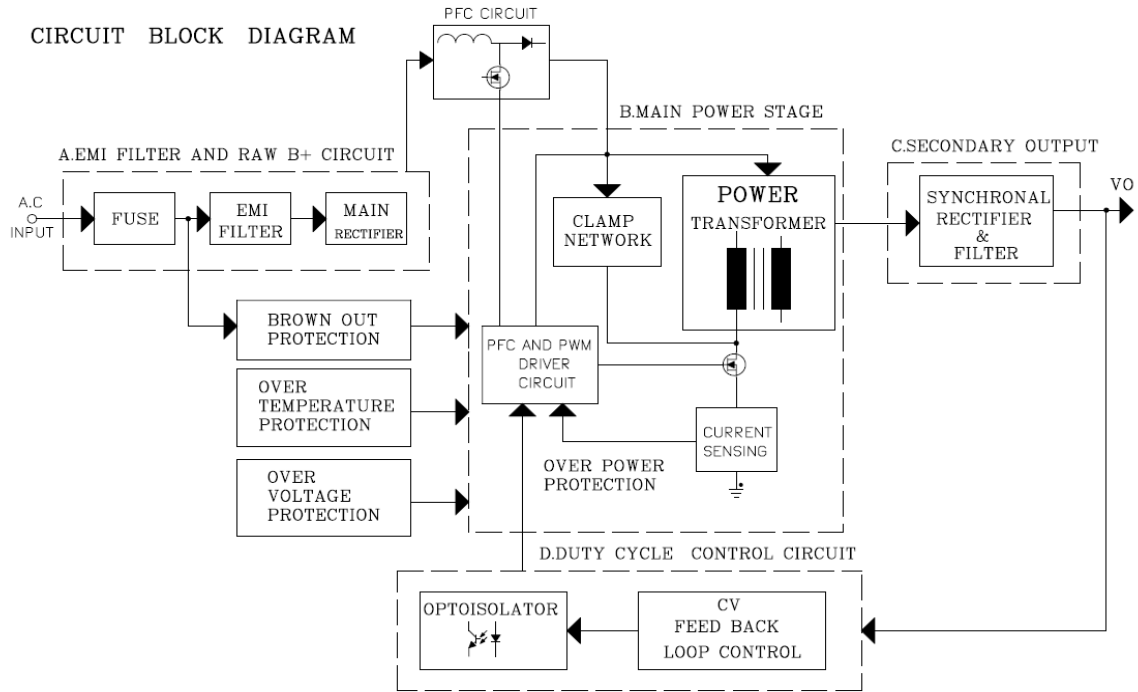 PFC CIRCUIT
CIRCUIT BLOCK DIAGRAM
B.MAIN POWER STAGE
A.EMI FILTER AND RAW B+ CIRCUIT
C.SECONDARY OUTPUT
A.C
INPUT
FUSE
EMI
FILTER
MAIN
RECTIFIER
CLAMP
NETWORK
POWER
TRANSFORMER
SYNCHRONAL
RECTIFIER
&
FILTER
VO
BROWN OUT
PROTECTION
PFC AND PWM
DRIVER
CIRCUIT
OVER
TEMPERATURE
PROTECTION
CURRENT
SENSING
OVER POWER
PROTECTION
OVER
VOLTAGE
PROTECTION
D.DUTY CYCLE CONTROL CIRCUIT
OPTOISOLATOR
CV
FEED BACK
LOOP CONTROL